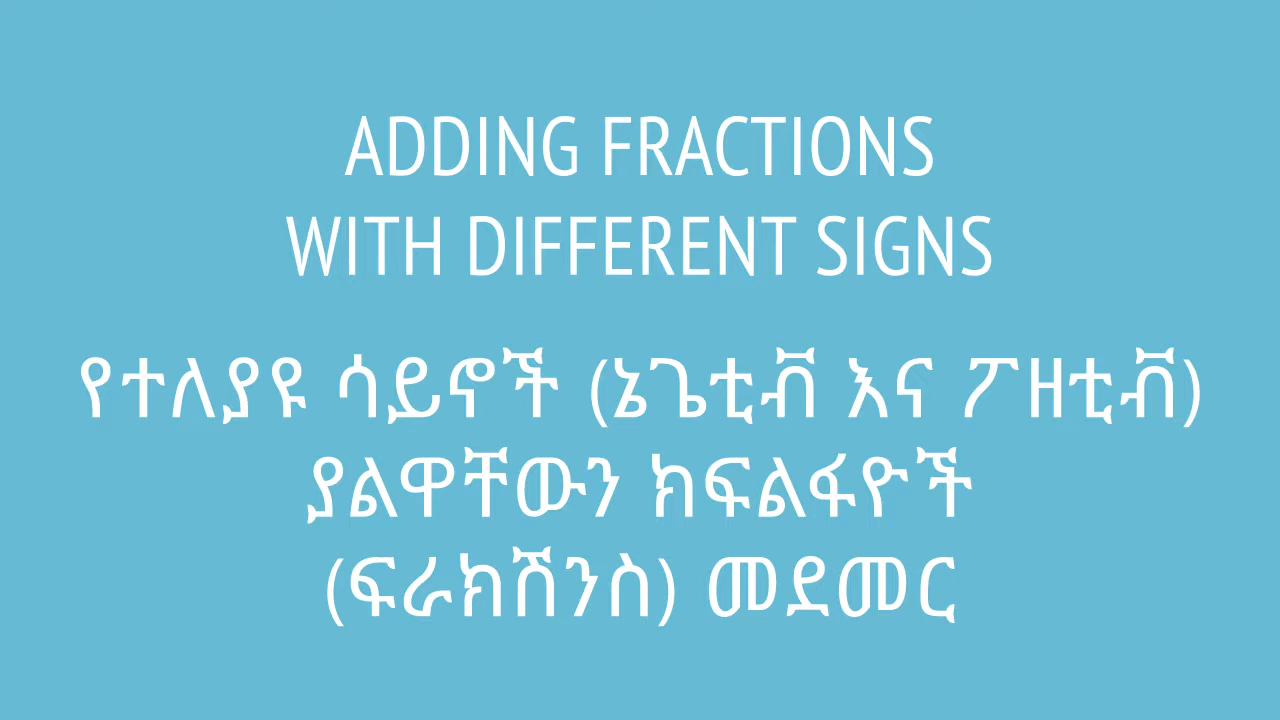 ADDING FRACTIONS
WITH DIFFERENT SIGNS
የተለያዩ ሳይኖች (ኔጌቲቭ እና ፖዘቲቭ)
ያልዋቸውን ክፍልፋዮች
(ፍራክሽንስ) መደመር